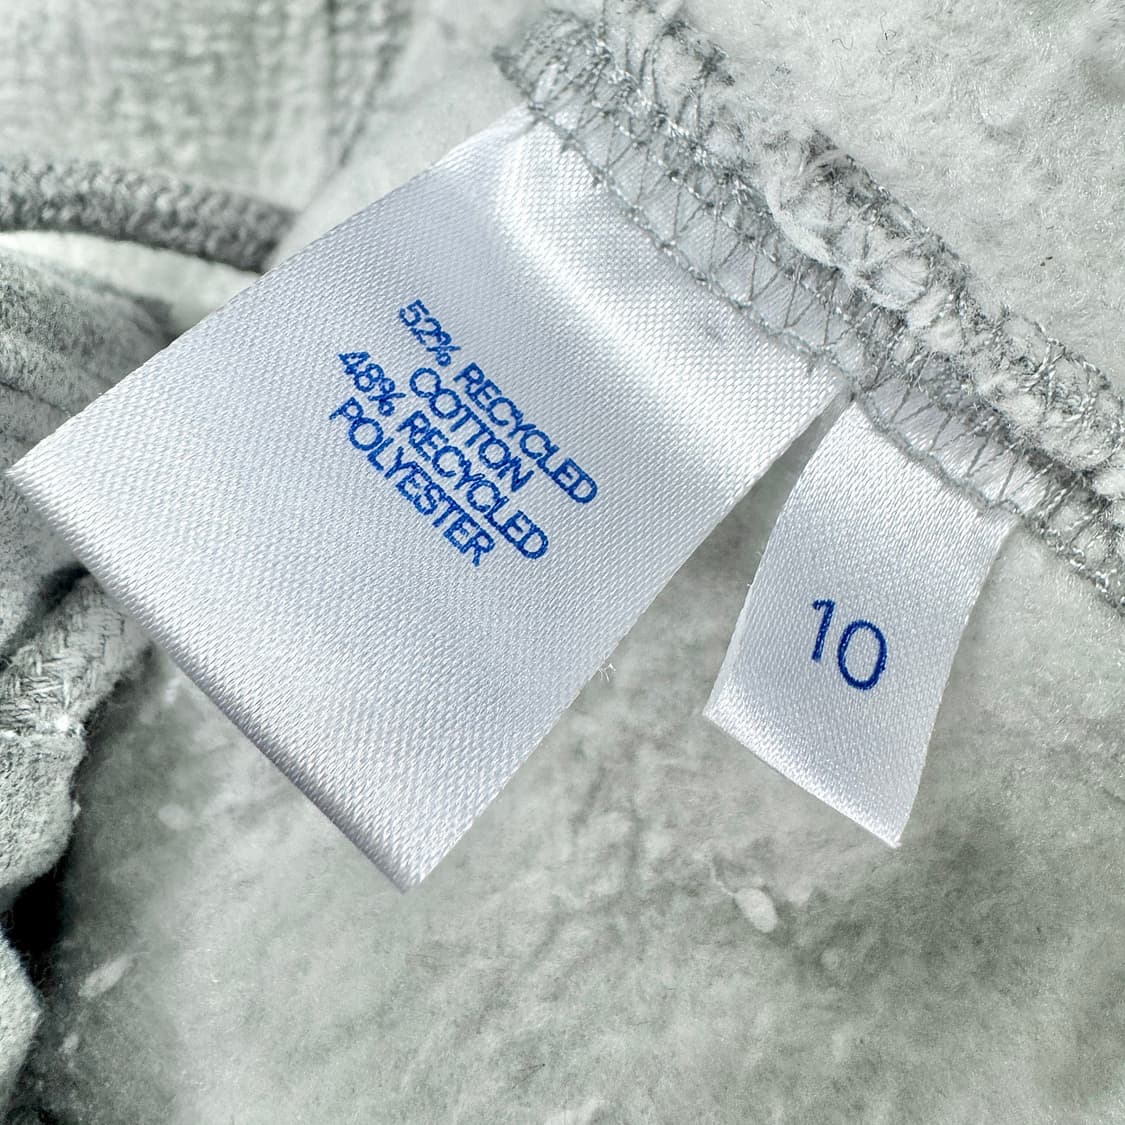 52% RECYCLED
COTTON
48% RECYCLED
POLYESTER
10